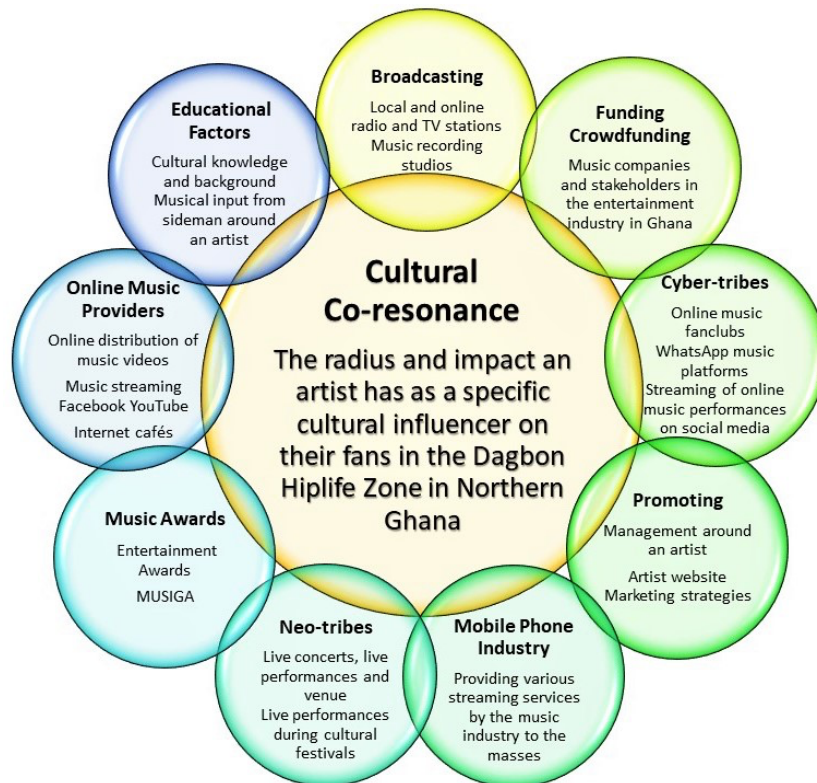 Broadcasting
Local and online
radio and TV stations
Music recording
studios
Funding
Crowdfunding
Music companies
and stakeholders in
the entertainment
industry in Ghana
Cyber-tribes
Online music
fanclubs
WhatsApp music
platforms
Streaming of online
music performances
on social media
Promoting
Management around
an artist
Artist website
Marketing strategies
Mobile Phone
Industry
Providing various
streaming services
by the music
industry to the
masses
Neo-tribes
Live concerts, live
performances and
venue
Live performances
during cultural
festivals
Music Awards
Entertainment
Awards
MUSIGA
Online Music
Providers
Online distribution of
music videos
Music streaming
Facebook YouTube
Internet cafés
Educational
Factors
Cultural knowledge
and background
Musical input from
sideman around
an artist
Cultural
Co-resonance
The radius and impact an
artist has as a specific
cultural influencer on
their fans in the Dagbon
Hiplife Zone in Northern
Ghana